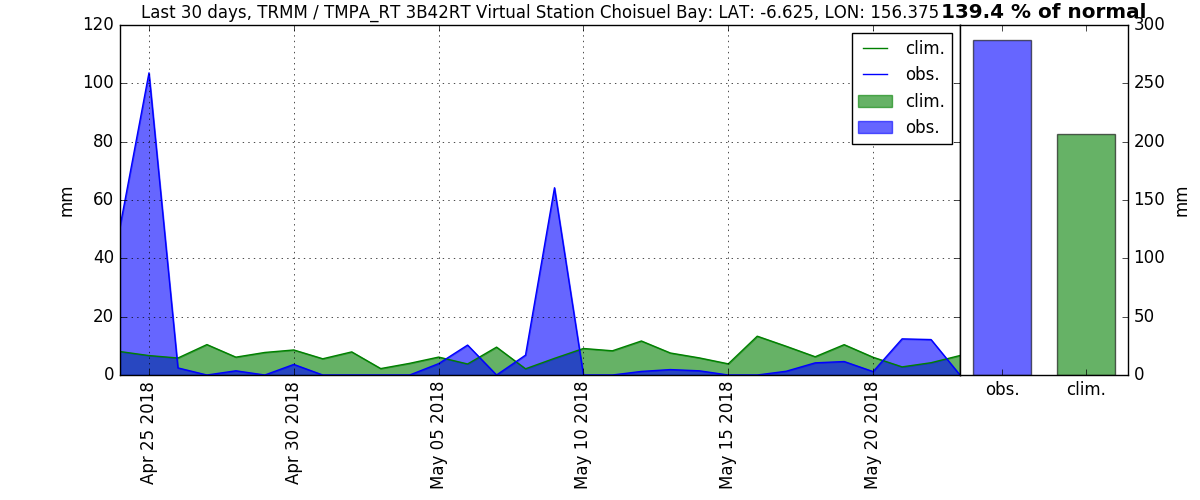 Last 30 days, TRMM / TMPA_RT 3B42RT Virtual Station Choisuel Bay: LAT: -6.625, LON: 156.375
139.4 % of normal
120
100
80
60
40
20
0
mm
clim.
obs.
clim.
obs.
Apr 25 2018
Apr 30 2018
May 05 2018
May 10 2018
May 15 2018
May 20 2018
300
250
200
150
100
50
0
mm
obs.
clim.